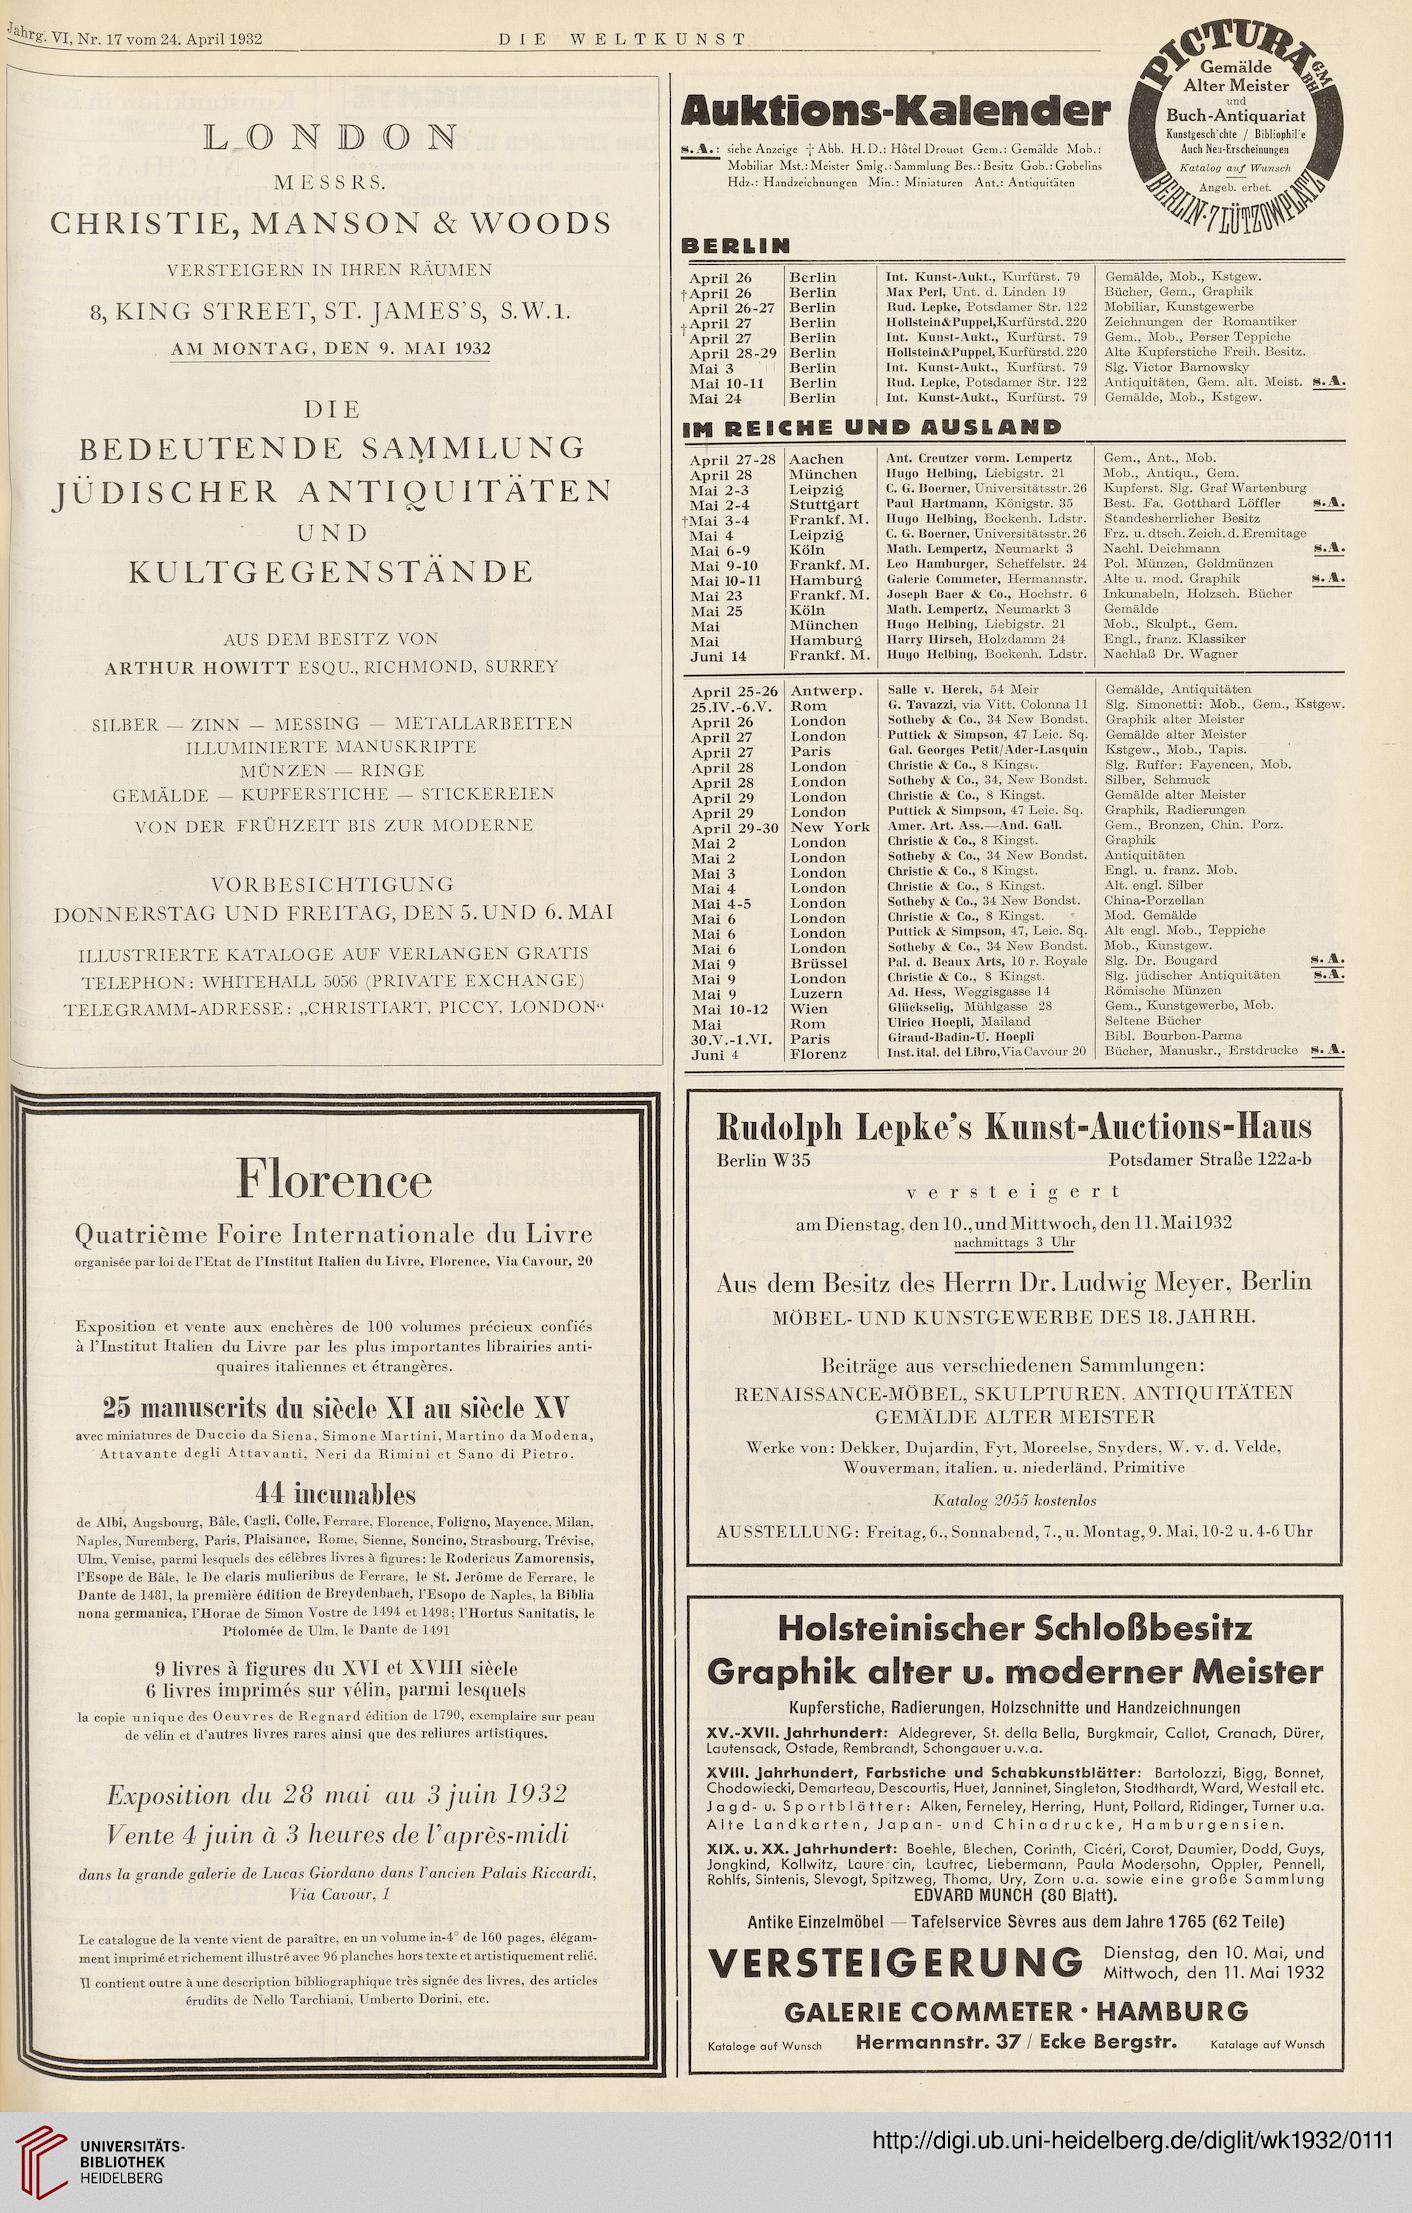 Jahrg. VI, Nr. 17 vom 24. April 1932
DIE WELTKUNST
LONDON
MESSRS.
CHRISTIE, MANSON & WOODS
VERSTEIGERN IN IHREN RÄUMEN
8, KING STREET, ST. JAMES'S, S.W.1.
AM MONTAG, DEN 9. MAI 1932
DIE
BEDEUTENDE SAMMLUNG
JÜDISCHER ANTIQUITÄTEN
UND
KULTGEGENSTÄNDE
AUS DEM BESITZ VON
ARTHUR HOWITT ESQU., RICHMOND, SURREY
SILBER — ZINN — MESSING — METALLARBEITEN
ILLUMINIERTE MANUSKRIPTE
MÜNZEN — RINGE
GEMÄLDE — KUPFERSTICHE — STICKEREIEN
VON DER FRÜHZEIT BIS ZUR MODERNE
VORBESICHTIGUNG
DONNERSTAG UND FREITAG, DEN 5. UND 6. MAI
ILLUSTRIERTE KATALOGE AUF VERLANGEN GRATIS
TELEPHON: WHITEHALL 5056 (PRIVATE EXCHANGE)
TELEGRAMM-ADRESSE: „CHRISTIART, PICCY, LONDON“
Florence
Quatrième Foire Internationale du Livre
organisée par loi de l'Etat de l'Institut Italien du Livre, Florence, Via Cavour, 20
Exposition et vente aux enchères de 100 volumes précieux confiés
à l'Institut Italien du Livre par les plus importantes librairies anti-
quaires italiennes et étrangères.
25 manuscrits du siècle XI au siècle XV
avec miniatures de Duccio da Siena, Simone Martini, Martino da Modena,
Attavante degli Attavanti, Neri da Rimini et Sano di Pietro.
44 incunables
de Albi, Augsbourg, Bâle, Cagli, Colle, Ferrare, Florence, Foligno, Mayence, Milan,
Naples, Nuremberg, Paris, Plaisance, Rome, Sienne, Soncino, Strasbourg, Trévise,
Ulm, Venise, parmi lesquels des célèbres livres à figures: le Rodericus Zamorensis,
l'Esope de Bâle, le De claris mulieribus de Ferrare, le St. Jerôme de Ferrare, le
Dante de 1481, la première édition de Breydenbach, l'Esopo de Naples, la Biblia
nona germanica, l'Horae de Simon Vostre de 1494 et 1498; l'Hortus Sanitatis, le
Ptolomée de Ulm, le Dante de 1491
9 livres à figures du XVI et XVIII siècle
6 livres imprimés sur vélin, parmi lesquels
la copie unique des Oeuvres de Regnard édition de 1790, exemplaire sur peau
de vélin et d'autres livres rares ainsi que des reliures artistiques.
Exposition du 28 mai au 3 juin 1932
Vente 4 juin à 3 heures de l'après-midi
dans la grande galerie de Lucas Giordano dans l'ancien Palais Riccardi,
Via Cavour, 1
Le catalogue de la vente vient de paraître, en un volume in-4° de 160 pages, élégam-
ment imprimé et richement illustré avec 96 planches hors texte et artistiquement relié.
Il contient outre à une description bibliographique très signée des livres, des articles
érudits de Nello Tarchiani, Umberto Dorini, etc.
Auktions-Kalender
s. A.: siehe Anzeige † Abb. H.D.: Hôtel Drouot Gem.: Gemälde Mob.:
Mobiliar Mst.: Meister Smlg.: Sammlung Bes.: Besitz Gob.: Gobelins
Hdz.: Handzeichnungen Min.: Miniaturen Ant.: Antiquitäten
PICTURA GMBH
Gemälde
Alter Meister
und
Buch-Antiquariat
Kunstgeschichte / Bibliophilie
Auch Neu-Erscheinungen
Katalog auf Wunsch
Angeb. erbet.
BERLIN·7 LÜTZOWPLATZ
BERLIN
April 26 Berlin Int. Kunst-Aukt., Kurfürst. 79 Gemälde, Mob., Kstgew.
†April 26 Berlin Max Perl, Unt. d. Linden 19 Bücher, Gem., Graphik
April 26-27 Berlin Rud. Lepke, Potsdamer Str. 122 Mobiliar, Kunstgewerbe
†April 27 Berlin Hollstein&Puppel, Kurfürstd. 220 Zeichnungen der Romantiker
April 27 Berlin Int. Kunst-Aukt., Kurfürst. 79 Gem., Mob., Perser Teppiche
April 28-29 Berlin Hollstein&Puppel, Kurfürstd. 220 Alte Kupferstiche Freih. Besitz.
Mai 3 Berlin Int. Kunst-Aukt., Kurfürst. 79 Slg. Victor Barnowsky
Mai 10-11 Berlin Rud. Lepke, Potsdamer Str. 122 Antiquitäten, Gem. alt. Meist. s. A.
Mai 24 Berlin Int. Kunst-Aukt., Kurfürst. 79 Gemälde, Mob., Kstgew.
IM REICHE UND AUSLAND
April 27-28 Aachen Ant. Creutzer vorm. Lempertz Gem., Ant., Mob.
April 28 München Hugo Helbing, Liebigstr. 21 Mob., Antiqu., Gem.
Mai 2-3 Leipzig C. G. Boerner, Universitätsstr. 26 Kupferst. Slg. Graf Wartenburg
Mai 2-4 Stuttgart Paul Hartmann, Königstr. 35 Best. Fa. Gotthard Löffler s. A.
†Mai 3-4 Frankf. M. Hugo Helbing, Bockenh. Ldstr. Standesherrlicher Besitz
Mai 4 Leipzig C. G. Boerner, Universitätsstr. 26 Frz. u. dtsch. Zeich. d. Eremitage
Mai 6-9 Köln Math. Lempertz, Neumarkt 3 Nachl. Deichmann s. A.
Mai 9-10 Frankf. M. Leo Hamburger, Scheffelstr. 24 Pol. Münzen, Goldmünzen
Mai 10-11 Hamburg Galerie Commeter, Hermannstr. Alte u. mod. Graphik s. A.
Mai 23 Frankf. M. Joseph Baer & Co., Hochstr. 6 Inkunabeln, Holzsch. Bücher
Mai 25 Köln Math. Lempertz, Neumarkt 3 Gemälde
Mai München Hugo Helbing, Liebigstr. 21 Mob., Skulpt., Gem.
Mai Hamburg Harry Hirsch, Holzdamm 24 Engl., franz. Klassiker
Juni 14 Frankf. M. Hugo Helbing, Bockenh. Ldstr. Nachlaß Dr. Wagner
April 25-26 Antwerp. Salle v. Herck, 54 Meir Gemälde, Antiquitäten
25.IV.-6.V. Rom G. Tavazzi, via Vitt. Colonna 11 Slg. Simonetti: Mob., Gem., Kstgew.
April 26 London Sotheby & Co., 34 New Bondst. Graphik alter Meister
April 27 London Puttick & Simpson, 47 Leic. Sq. Gemälde alter Meister
April 27 Paris Gal. Georges Petit/Ader-Lasquin Kstgew., Mob., Tapis.
April 28 London Christie & Co., 8 Kingst. Slg. Ruffer: Fayencen, Mob.
April 28 London Sotheby & Co., 34, New Bondst. Silber, Schmuck
April 29 London Christie & Co., 8 Kingst. Gemälde alter Meister
April 29 London Puttick & Simpson, 47 Leic. Sq. Graphik, Radierungen
April 29-30 New York Amer. Art. Ass.—And. Gall. Gem., Bronzen, Chin. Porz.
Mai 2 London Christie & Co., 8 Kingst. Graphik
Mai 2 London Sotheby & Co., 34 New Bondst. Antiquitäten
Mai 3 London Christie & Co., 8 Kingst. Engl. u. franz. Mob.
Mai 4 London Christie & Co., 8 Kingst. Alt. engl. Silber
Mai 4-5 London Sotheby & Co., 34 New Bondst. China-Porzellan
Mai 6 London Christie & Co., 8 Kingst. Mod. Gemälde
Mai 6 London Puttick & Simpson, 47, Leic. Sq. Alt engl. Mob., Teppiche
Mai 6 London Sotheby & Co., 34 New Bondst. Mob., Kunstgew.
Mai 9 Brüssel Pal. d. Beaux Arts, 10 r. Royale Slg. Dr. Bougard s. A.
Mai 9 London Christie & Co., 8 Kingst. Slg. jüdischer Antiquitäten s. A.
Mai 9 Luzern Ad. Hess, Weggisgasse 14 Römische Münzen
Mai 10-12 Wien Glückselig, Mühlgasse 28 Gem., Kunstgewerbe, Mob.
Mai Rom Ulrico Hoepli, Mailand Seltene Bücher
30.V.-1.VI. Paris Giraud-Badin-U. Hoepli Bibl. Bourbon-Parma
Juni 4 Florenz Inst. ital. del Libro, Via Cavour 20 Bücher, Manuskr., Erstdrucke s. A.
Rudolph Lepke's Kunst-Auctions-Haus
Berlin W35 Potsdamer Straße 122a-b
versteigert
am Dienstag, den 10., und Mittwoch, den 11. Mai 1932
nachmittags 3 Uhr
Aus dem Besitz des Herrn Dr. Ludwig Meyer, Berlin
MÖBEL- UND KUNSTGEWERBE DES 18. JAHRH.
Beiträge aus verschiedenen Sammlungen:
RENAISSANCE-MÖBEL, SKULPTUREN, ANTIQUITÄTEN
GEMÄLDE ALTER MEISTER
Werke von: Dekker, Dujardin, Fyt, Moreelse, Snyders, W. v. d. Velde,
Wouverman, italien. u. niederländ. Primitive
Katalog 2055 kostenlos
AUSSTELLUNG: Freitag, 6., Sonnabend, 7., u. Montag, 9. Mai, 10-2 u. 4-6 Uhr
Holsteinischer Schloßbesitz
Graphik alter u. moderner Meister
Kupferstiche, Radierungen, Holzschnitte und Handzeichnungen
XV.-XVII. Jahrhundert: Aldegrever, St. della Bella, Burgkmair, Callot, Cranach, Dürer,
Lautensack, Ostade, Rembrandt, Schongauer u.v.a.
XVIII. Jahrhundert, Farbstiche und Schabkunstblätter: Bartolozzi, Bigg, Bonnet,
Chodowiecki, Demarteau, Descourtis, Huet, Janninet, Singleton, Stodthardt, Ward, Westall etc.
Jagd- u. Sportblätter: Alken, Ferneley, Herring, Hunt, Pollard, Ridinger, Turner u.a.
Alte Landkarten, Japan- und Chinadrucke, Hamburgensien.
XIX. u. XX. Jahrhundert: Boehle, Blechen, Corinth, Cicéri, Corot, Daumier, Dodd, Guys,
Jongkind, Kollwitz, Laure cin, Lautrec, Liebermann, Paula Modersohn, Oppler, Pennell,
Rohlfs, Sintenis, Slevogt, Spitzweg, Thoma, Ury, Zorn u.a. sowie eine große Sammlung
EDVARD MUNCH (80 Blatt).
Antike Einzelmöbel — Tafelservice Sèvres aus dem Jahre 1765 (62 Teile)
VERSTEIGERUNG Dienstag, den 10. Mai, und
Mittwoch, den 11. Mai 1932
GALERIE COMMETER · HAMBURG
Kataloge auf Wunsch Hermannstr. 37 / Ecke Bergstr. Katalage auf Wunsch
UNIVERSITÄTS-
BIBLIOTHEK
HEIDELBERG
http://digi.ub.uni-heidelberg.de/diglit/wk1932/0111